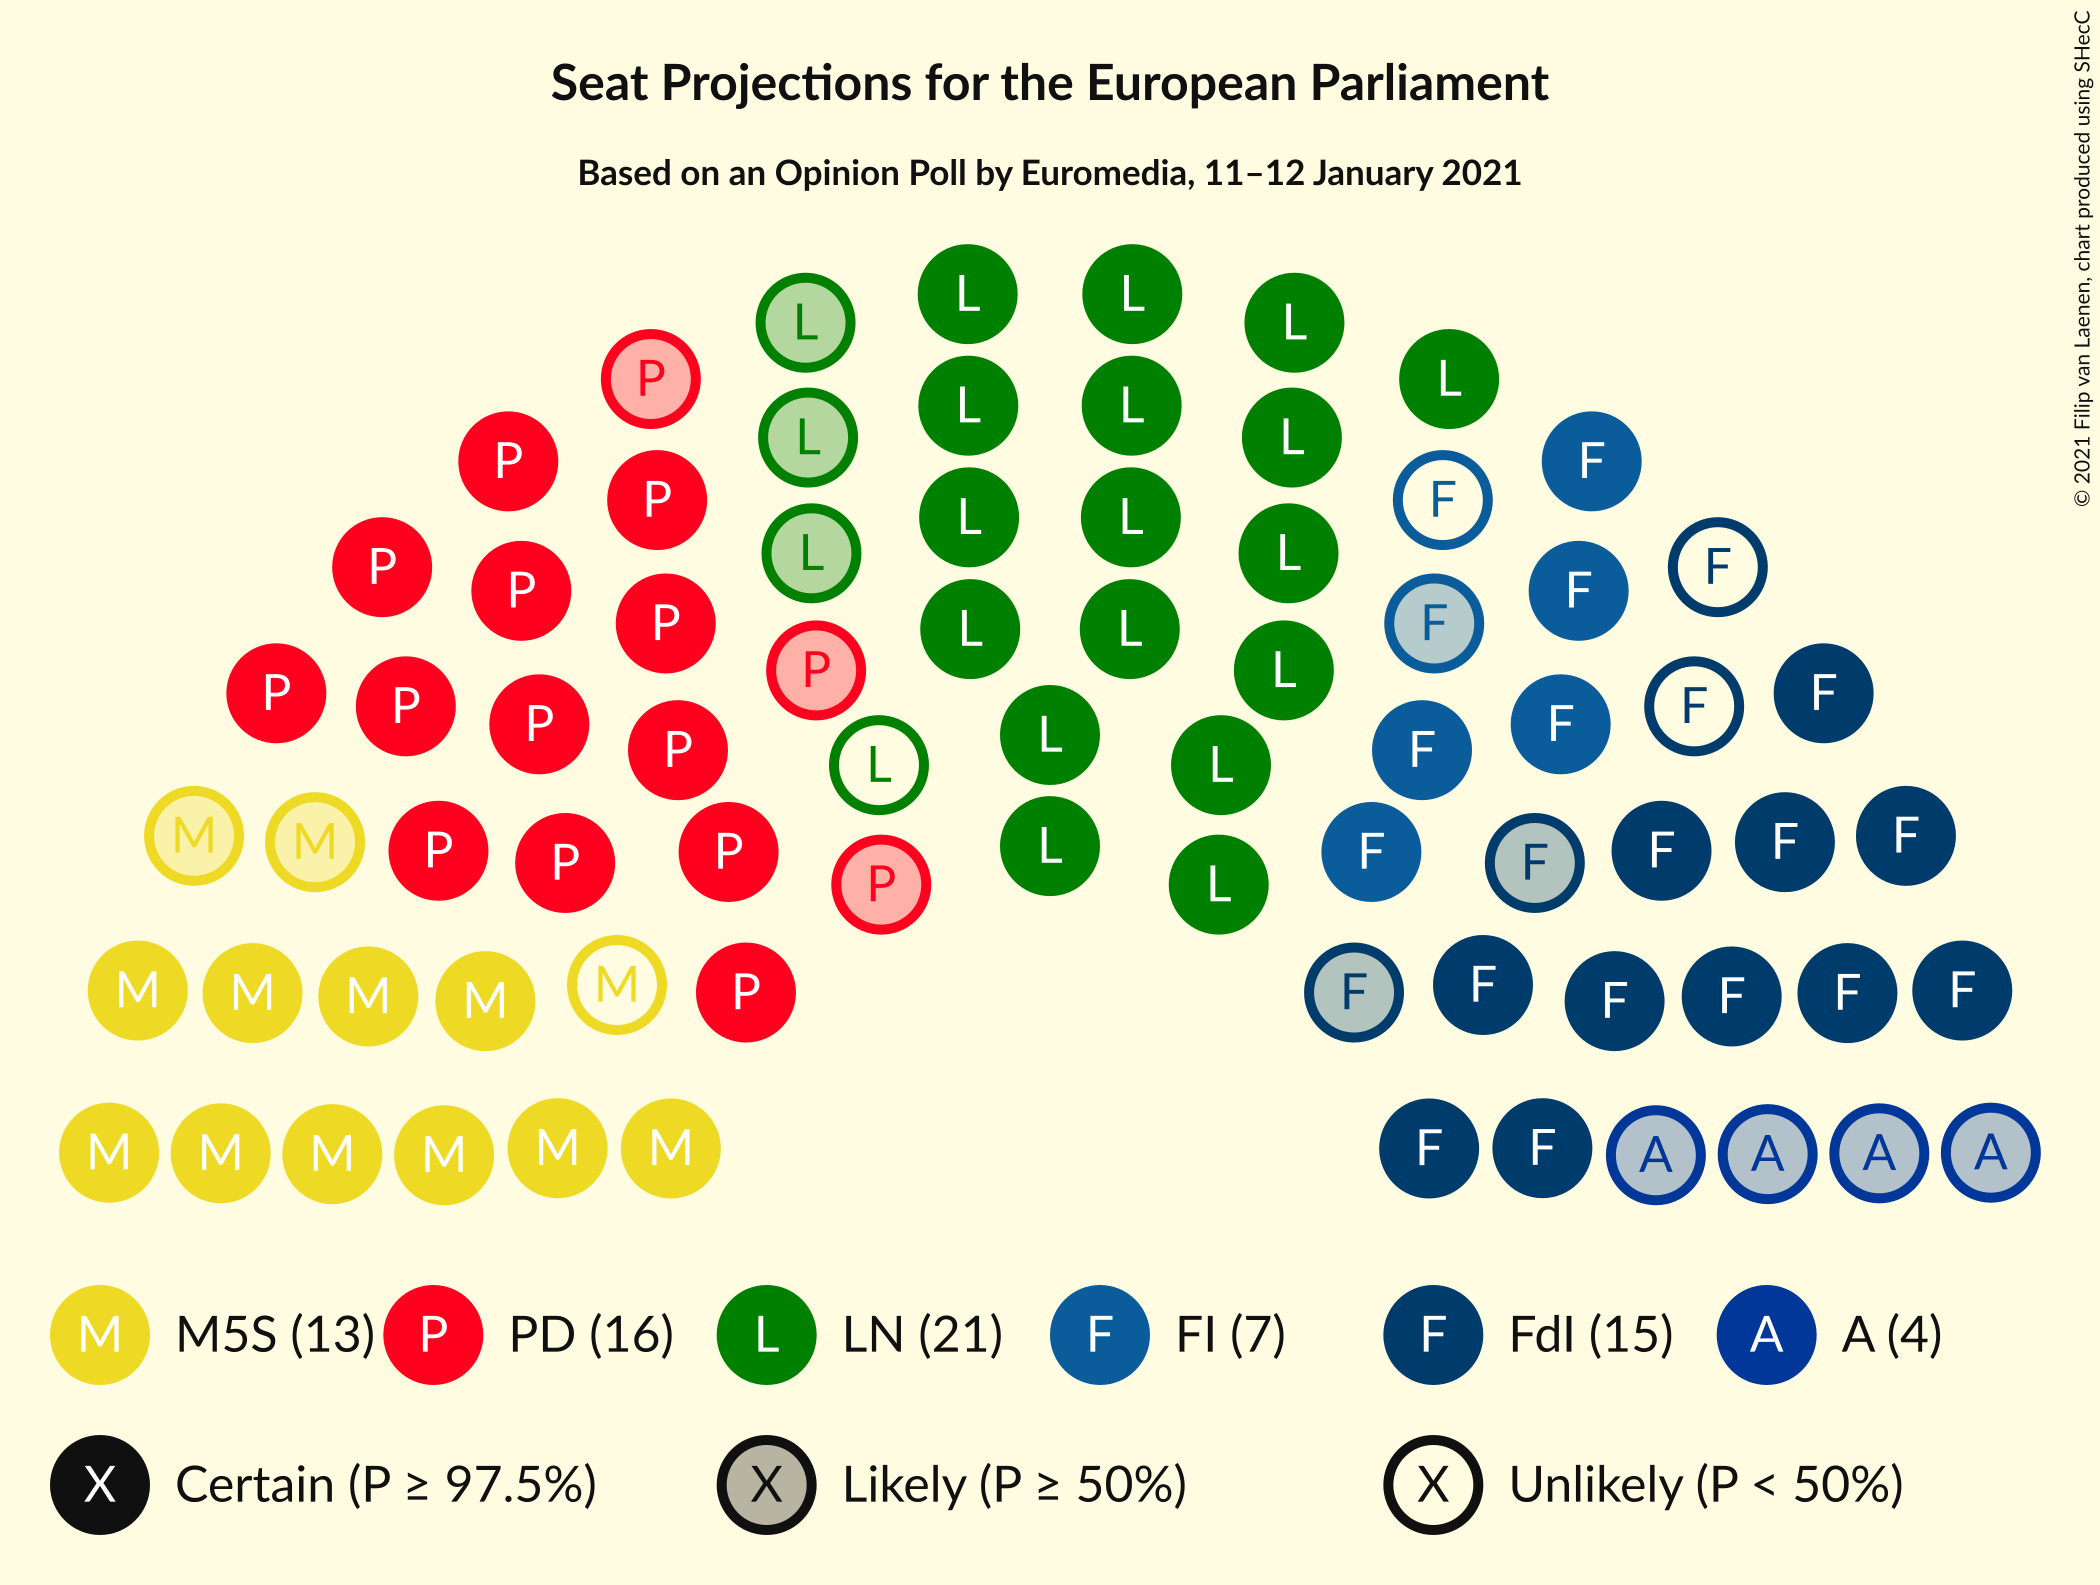 Seat Projections for the European Parliament
Based on an Opinion Poll by Euromedia, 11–12 January 2021
© 2021 Filip van Laenen, chart produced using SHecC
L L
L L
P L
L L
L L
P F
L L
P P F F
L L
P F
L L
P P F F
L L
P L
P P F F
P P F F
L
L L
P F
L
M M P P P F F F F F
P L L
M M M M M P F F F F F F
M M M M M M F F A A A A
M M5S (13) P PD (16) L LN (21) F FI (7) F FdI (15) A A (4)
X Certain (P ≥ 97.5%) X Likely (P ≥ 50%) X Unlikely (P < 50%)